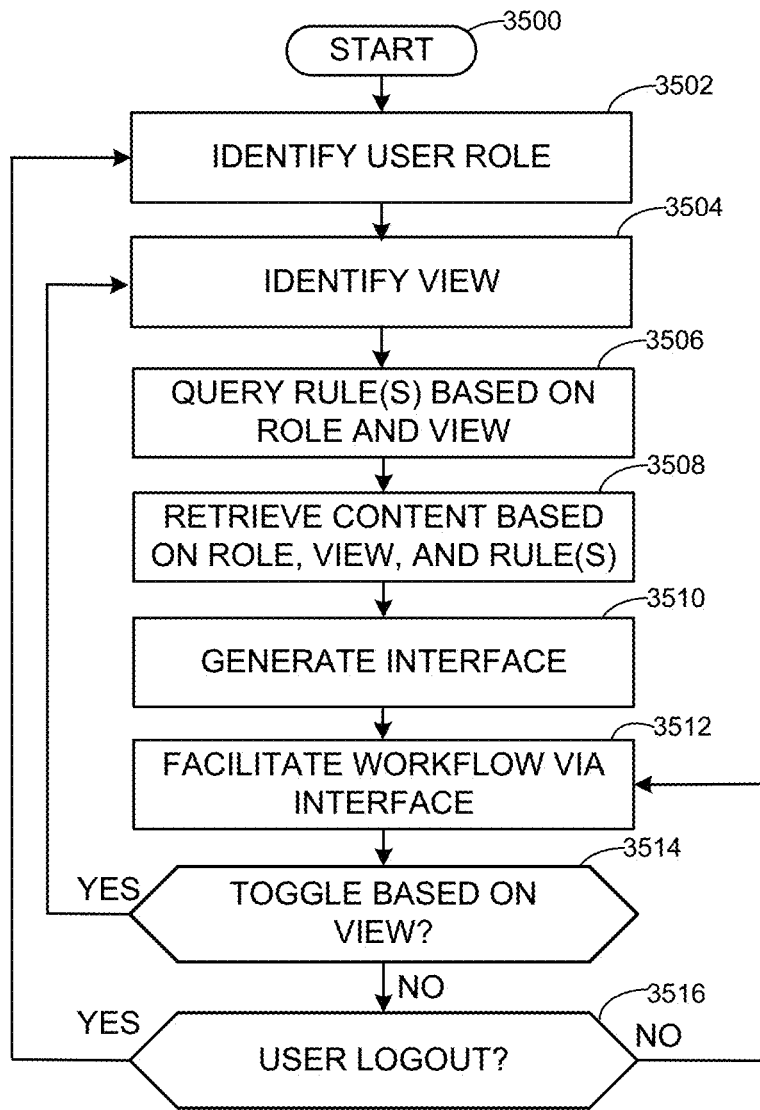 3500
START
3502
IDENTIFY USER ROLE
3504
IDENTIFY VIEW
3506
QUERY RULE(S) BASED ON
ROLE AND VIEW
3508
RETRIEVE CONTENT BASED
ON ROLE, VIEW, AND RULE(S)
3510
GENERATE INTERFACE
3512
FACILITATE WORKFLOW VIA
INTERFACE
3514
YES
TOGGLE BASED ON
VIEW?
NO
3516
YES
USER LOGOUT?
NO